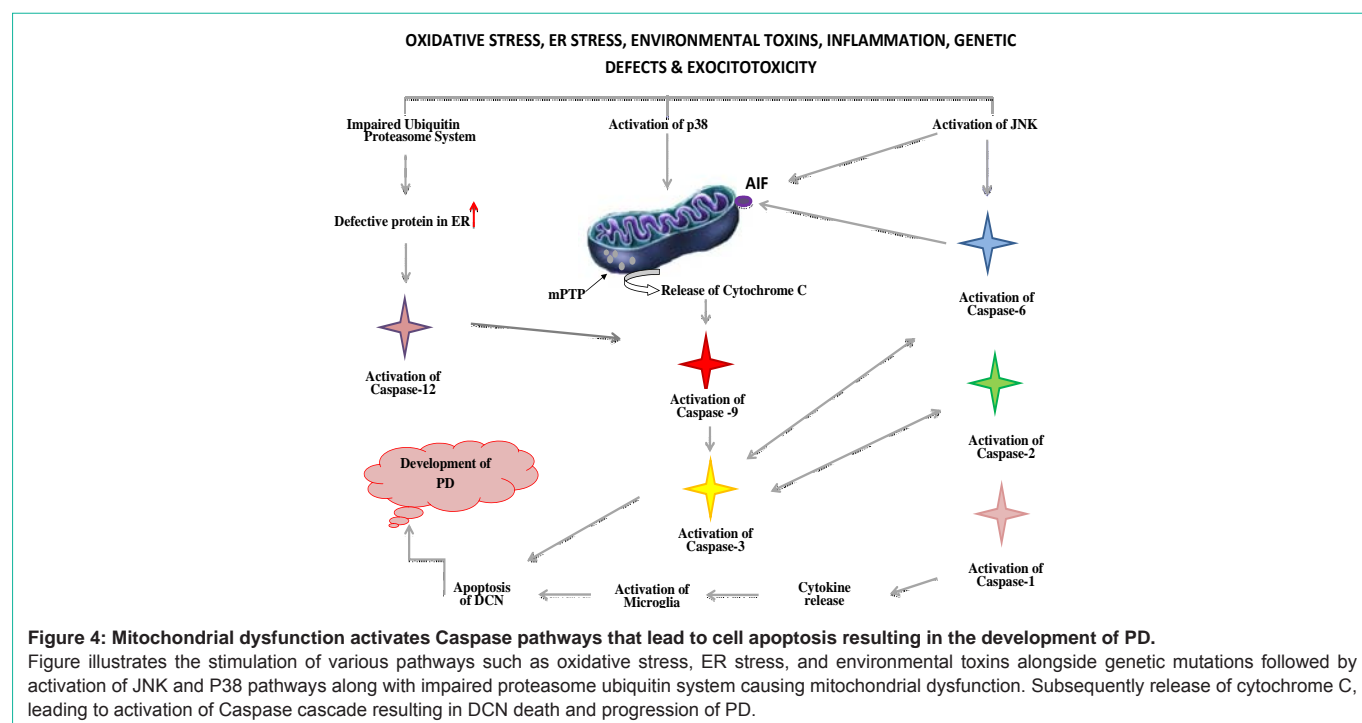 OXIDATIVE STRESS, ER STRESS, ENVIRONMENTAL TOXINS, INFLAMMATION, GENETIC
DEFECTS & EXOCITOTOXICITY
Impaired Ubiquitin
Proteasome System
Activation of p38
Activation of JNK
AIF
Defective protein in ER
mPTP
Release of Cytochrome C
Activation of
Caspase-6
Activation of
Caspase-12
Activation of
Caspase -9
Activation of
Caspase-2
Development of
PD
Activation of
Caspase-3
Activation of
Caspase-1
Apoptosis
of DCN
Activation of
Microglia
Cytokine
release
Figure 4: Mitochondrial dysfunction activates Caspase pathways that lead to cell apoptosis resulting in the development of PD.
Figure illustrates the stimulation of various pathways such as oxidative stress, ER stress, and environmental toxins alongside genetic mutations followed by
activation of JNK and P38 pathways along with impaired proteasome ubiquitin system causing mitochondrial dysfunction. Subsequently release of cytochrome C,
leading to activation of Caspase cascade resulting in DCN death and progression of PD.